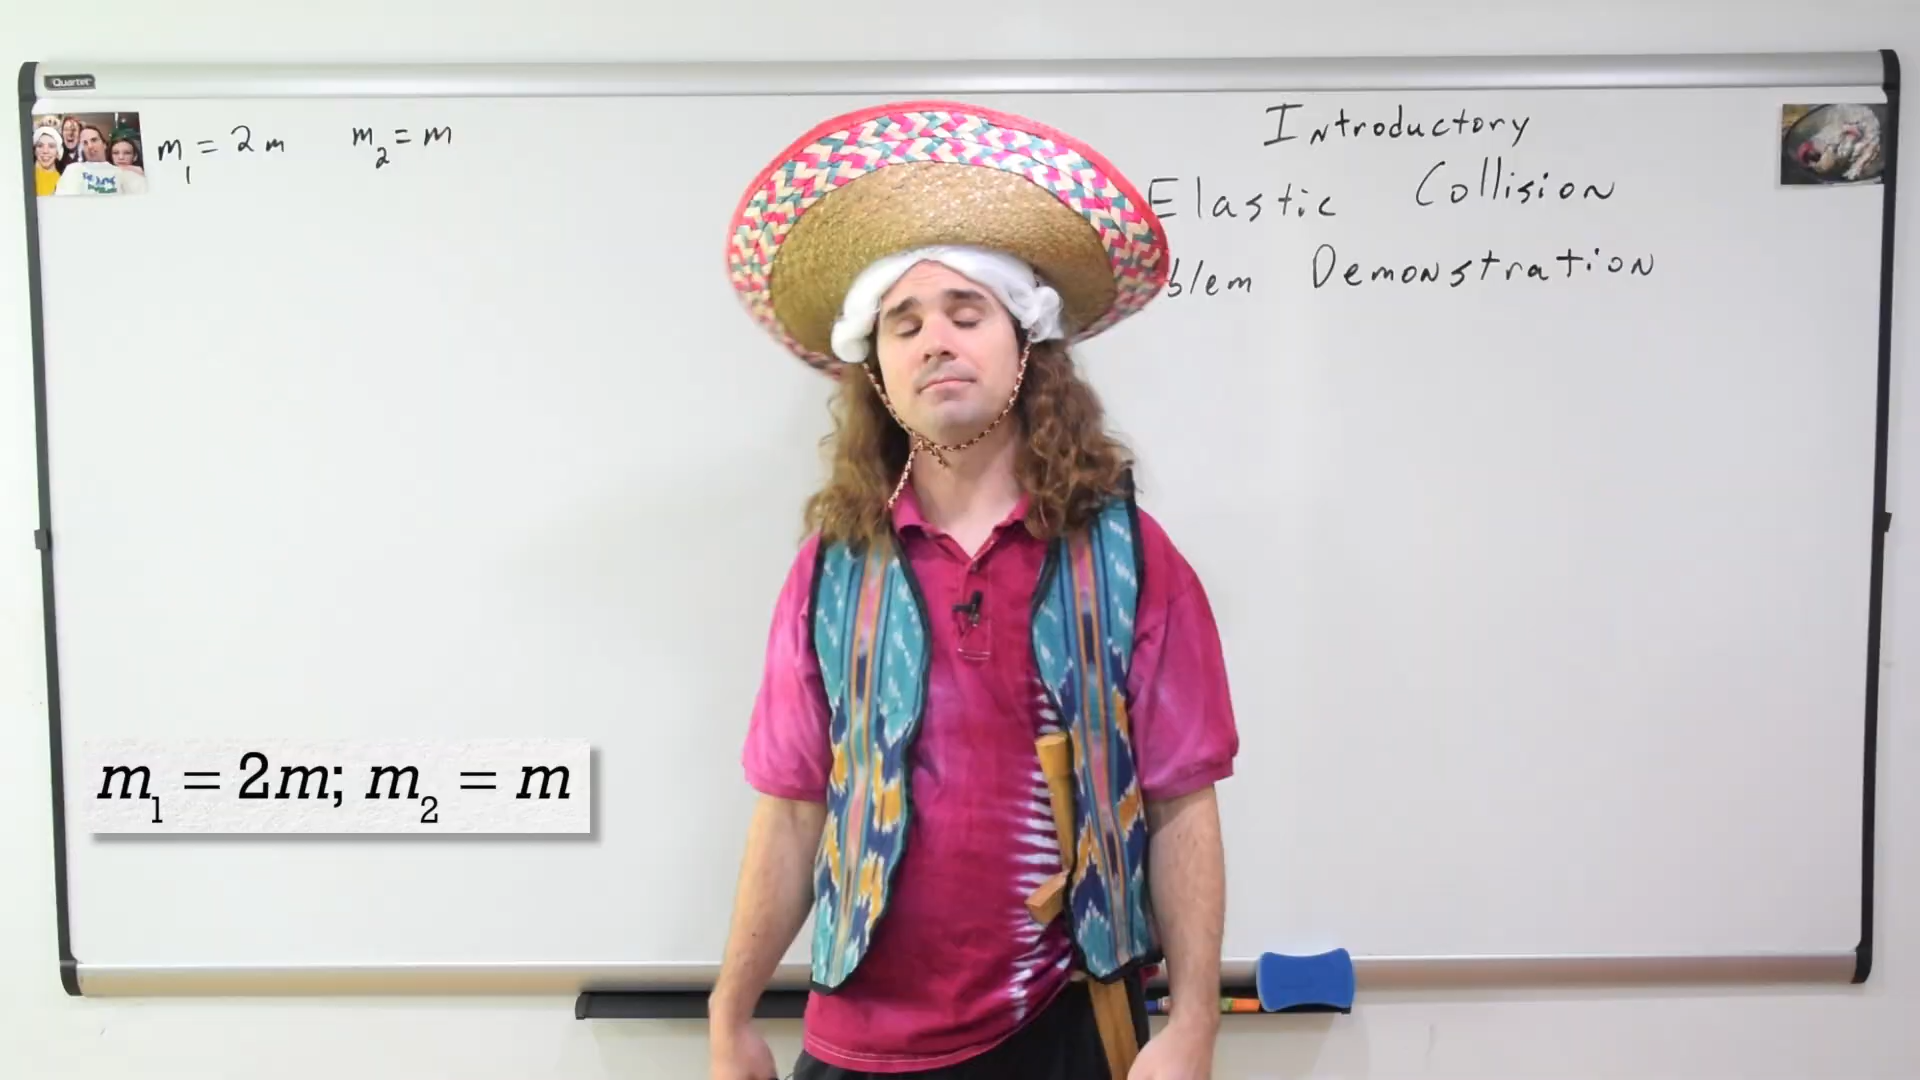 Quartet
m₁ = 2m m₂ = m
Introductory
Elastic Collision
blem Demonstration
m₁ = 2m; m₂ = m